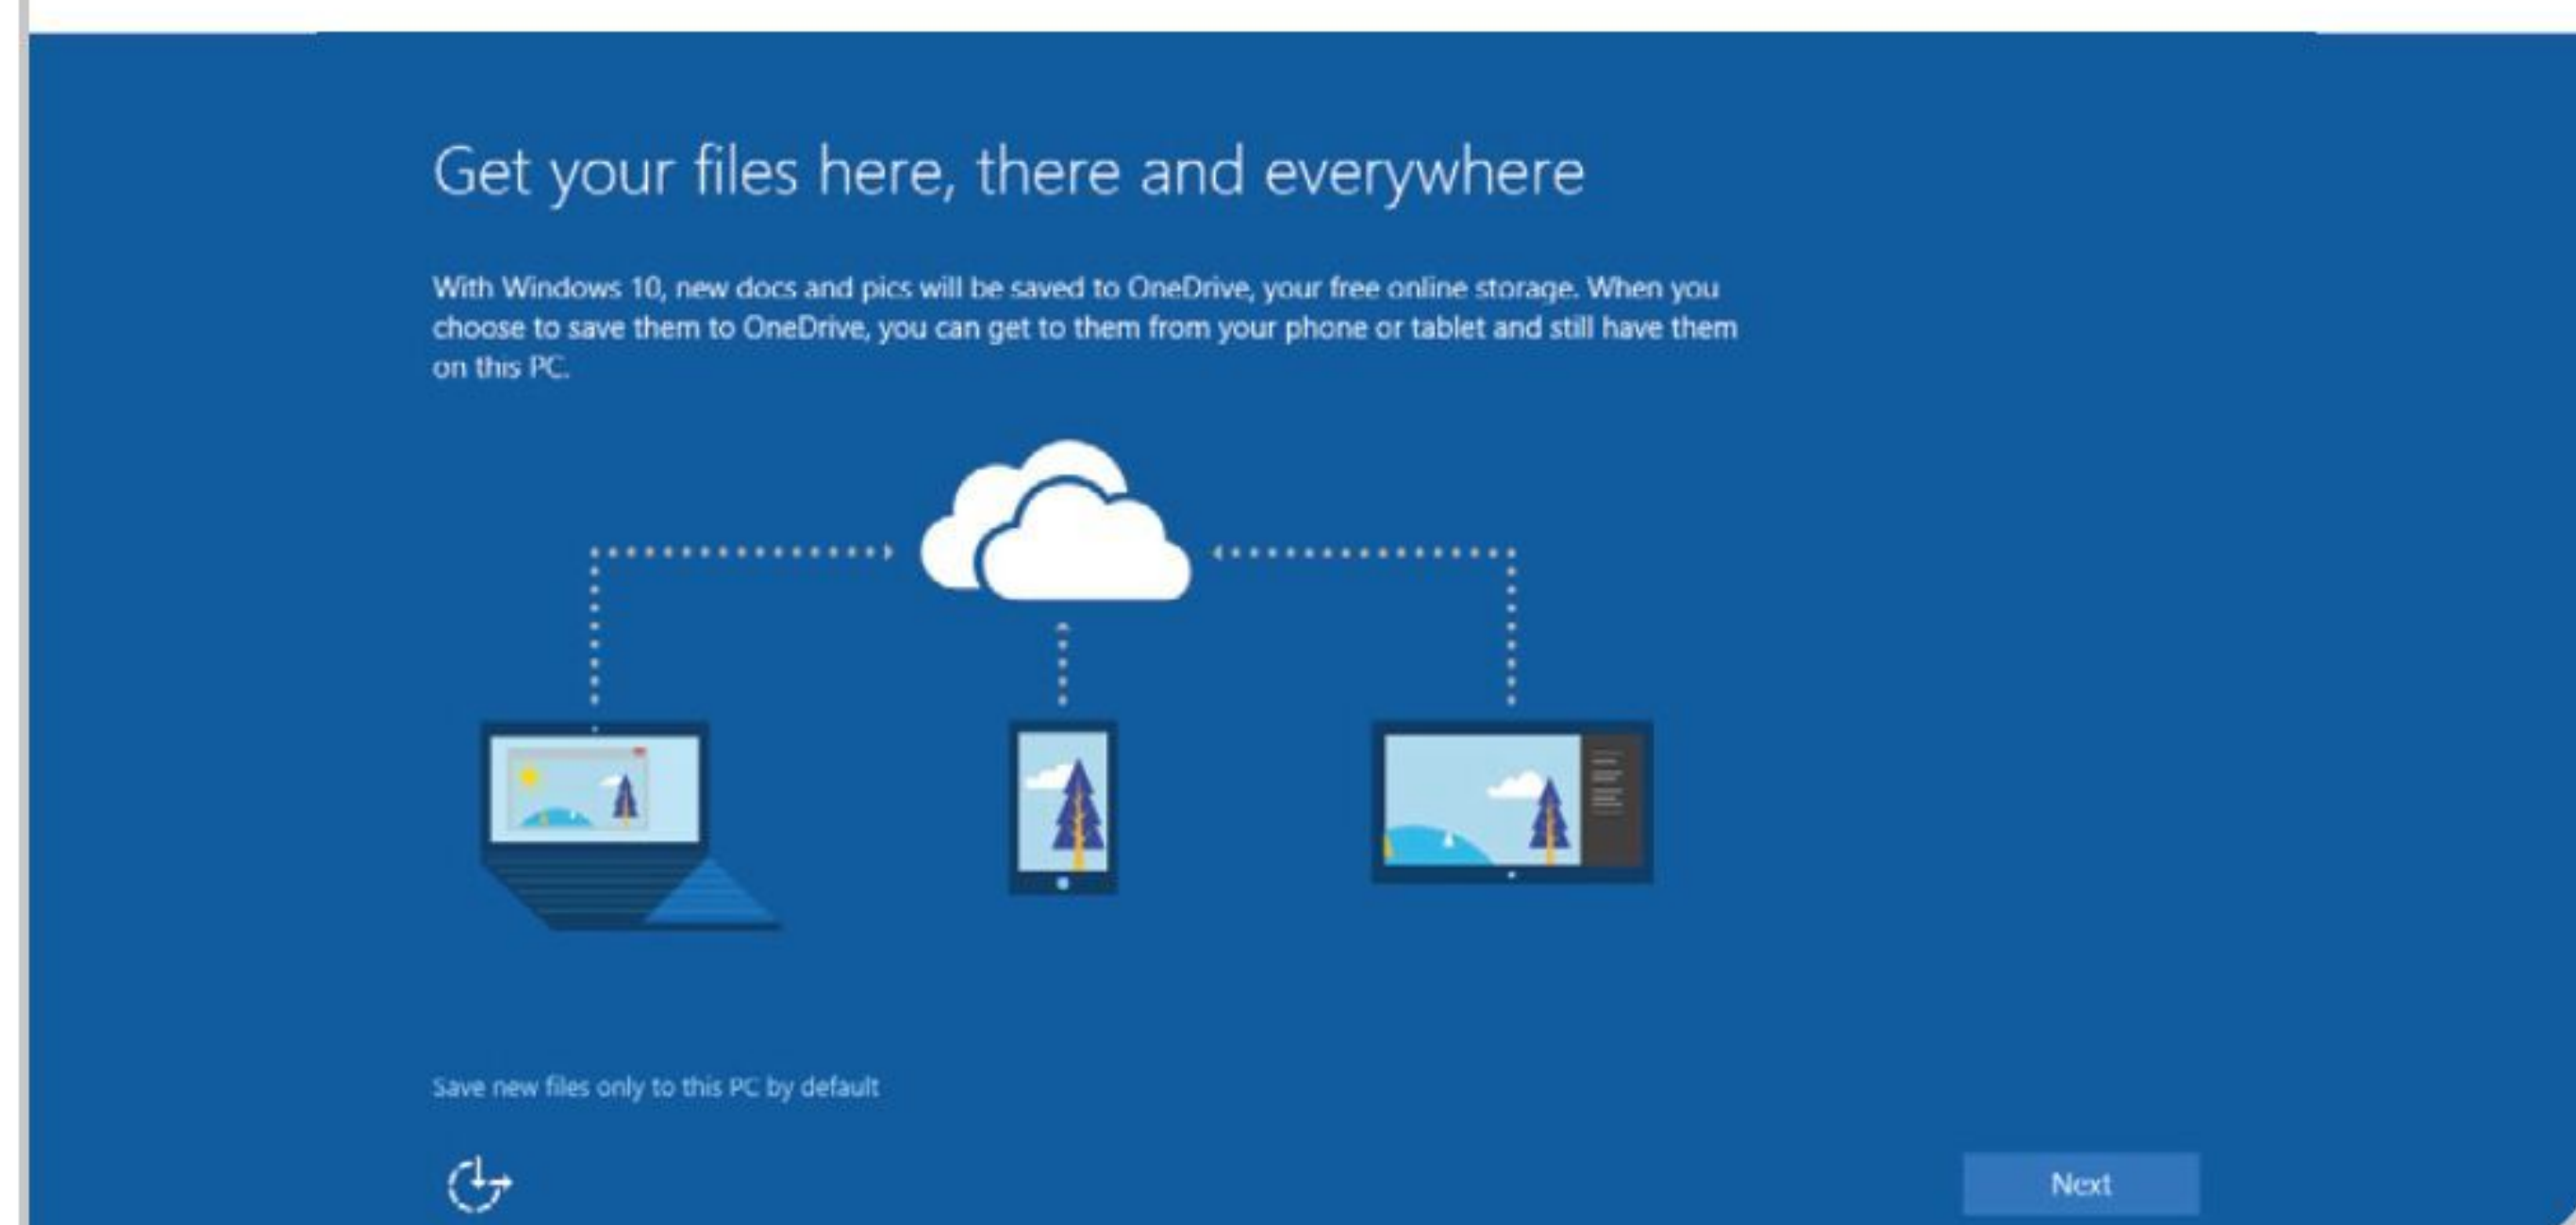 Get your files here, there and everywhere
With Windows 10, new docs and pics will be saved to OneDrive, your free online storage. When you
choose to save them to OneDrive, you can get to them from your phone or tablet and still have them
on this PC.
Save new files only to this PC by default
Next